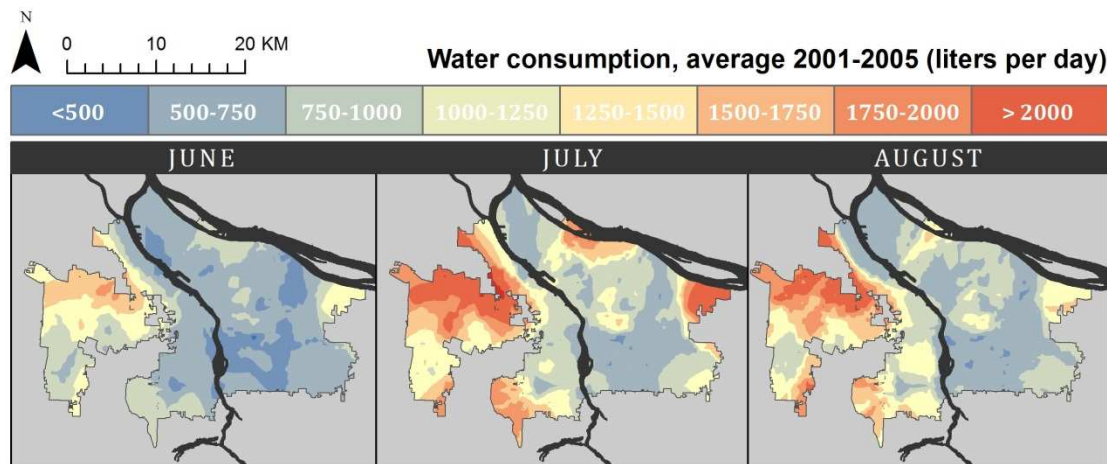 N
0 10 20 KM
Water consumption, average 2001-2005 (liters per day)
<500 500-750 750-1000 1000-1250 1250-1500 1500-1750 1750-2000 > 2000
JUNE JULY AUGUST